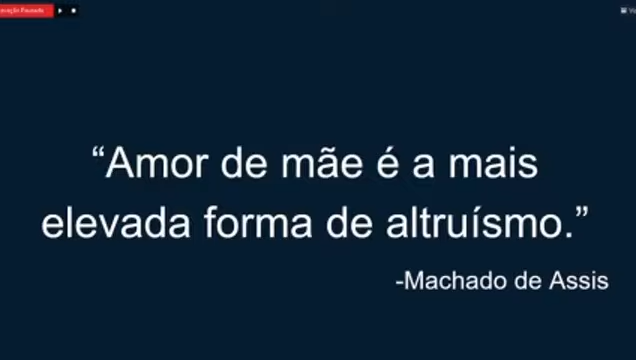 “Amor de mãe é a mais
elevada forma de altruísmo.”
-Machado de Assis